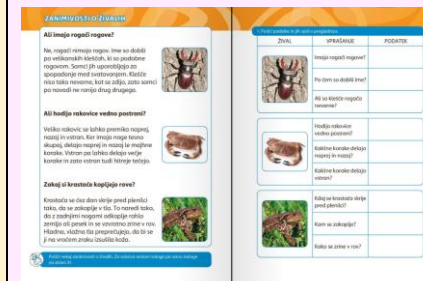 ZANIMIVOSTI O ŽIVALIH
Ali imajo rogači rogove?
Ne, rogači nimajo rogov. Ime so dobili
po velikanskih kleščah, ki so podobne
rogovom. Samci jih uporabljajo za
spopadanje med svatovanjem. Klešče
niso tako nevarne, kot se zdijo, zato samci
po navadi ne ranijo drug drugega.
Ali hodijo rakovice vedno postrani?
Veliko rakovic se lahko premika naprej,
nazaj in vstran. Ker imajo noge tesno
skupaj, delajo naprej in nazaj le majhne
korake. Vstran pa lahko delajo večje
korake in zato vstran tudi hitreje tečejo.
Zakaj si krastača kopljejo rove?
Krastača se čez dan skrije pred plenilci
tako, da se zakoplje v tla. To naredi tako,
da z zadnjimi nogami odkoplje rahlo
zemljo ali pesek in se vzvratno zrine v rov.
Hladna, vlažna tla preprečujejo, da bi se
ji na vročem zraku izsušila koža.
ŽIVAL VPRAŠANJE PODATEK
Imajo rogači rogove?
Po čem so dobili ime?
Ali so klešče rogača
nevarne?
Hodijo rakovice
vedno postrani?
Kakšne korake delajo
naprej in nazaj?
Kakšne korake delajo
vstran?
Kdaj se krastača skrije
pred plenilci?
Kam se zakoplje?
Kako se zrine v rov?